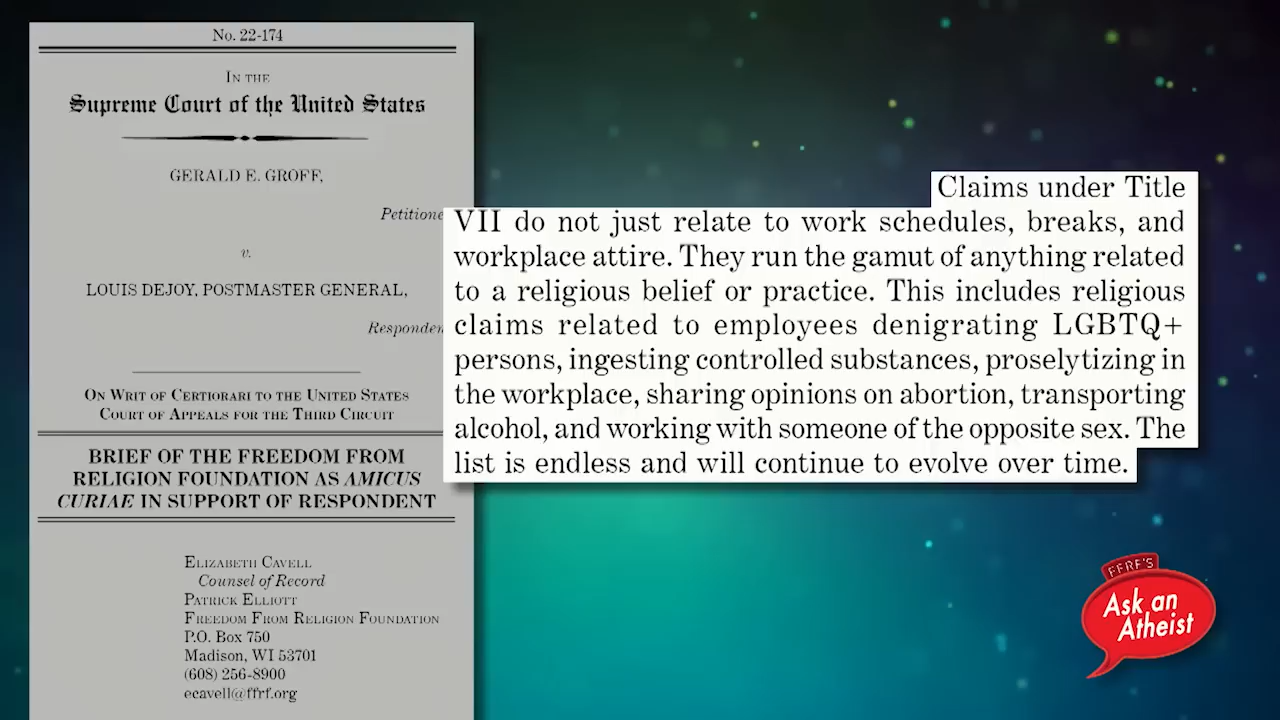 No. 22-174
In the
Supreme Court of the United States
GERALD E. GROFF,
Petitione
v.
LOUIS DEJOY, POSTMASTER GENERAL,
Responden
On Writ of Certiorari to the United States
Court of Appeals for the Third Circuit
BRIEF OF THE FREEDOM FROM
RELIGION FOUNDATION AS AMICUS
CURIAE IN SUPPORT OF RESPONDENT
Elizabeth Cavell
Counsel of Record
Patrick Elliott
Freedom From Religion Foundation
P.O. Box 750
Madison, WI 53701
(608) 256-8900
ecavell@ffrf.org
Claims under Title
VII do not just relate to work schedules, breaks, and
workplace attire. They run the gamut of anything related
to a religious belief or practice. This includes religious
claims related to employees denigrating LGBTQ+
persons, ingesting controlled substances, proselytizing in
the workplace, sharing opinions on abortion, transporting
alcohol, and working with someone of the opposite sex. The
list is endless and will continue to evolve over time.
FFRF'S
Ask an
Atheist